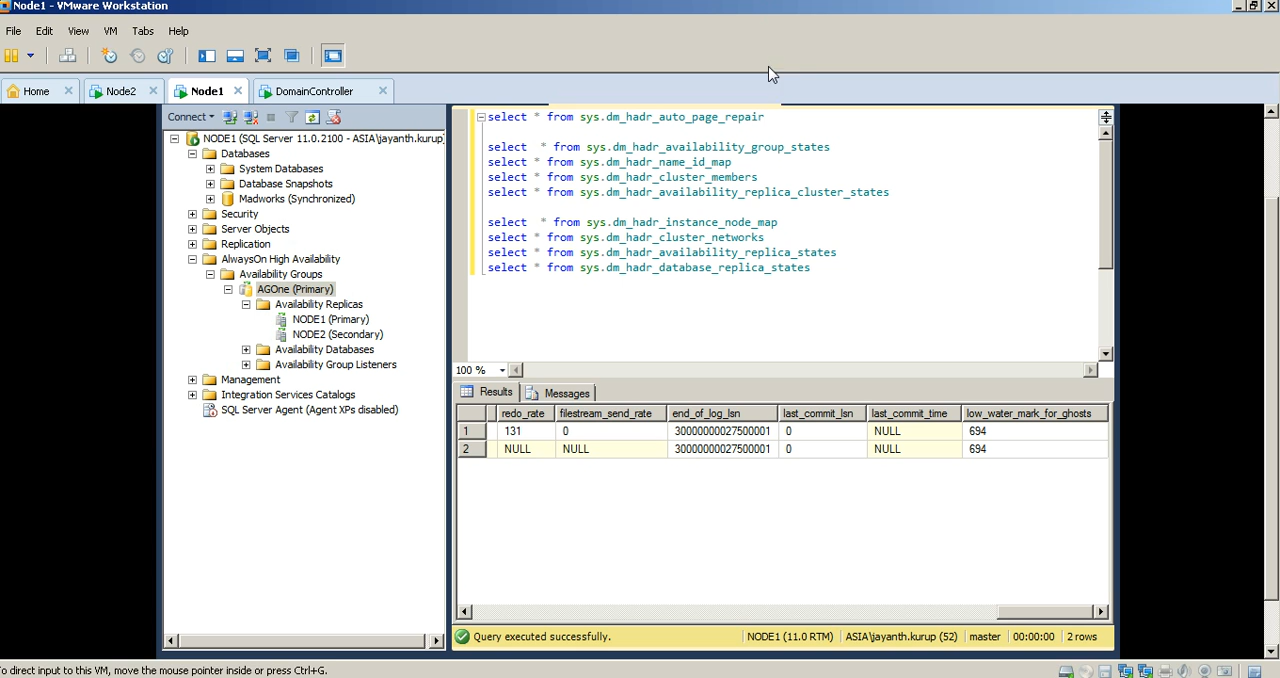 Node1 - VMware Workstation
File Edit View VM Tabs Help
Home Node2 Node1 DomainController
Connect
NODE1 (SQL Server 11.0.2100 - ASIA\jayanth.kurup
Databases
System Databases
Database Snapshots
Madworks (Synchronized)
Security
Server Objects
Replication
AlwaysOn High Availability
Availability Groups
AGOne (Primary)
Availability Replicas
NODE1 (Primary)
NODE2 (Secondary)
Availability Databases
Availability Group Listeners
Management
Integration Services Catalogs
SQL Server Agent (Agent XPs disabled)
select * from sys.dm_hadr_auto_page_repair
select * from sys.dm_hadr_availability_group_states
select * from sys.dm_hadr_name_id_map
select * from sys.dm_hadr_cluster_members
select * from sys.dm_hadr_availability_replica_cluster_states
select * from sys.dm_hadr_instance_node_map
select * from sys.dm_hadr_cluster_networks
select * from sys.dm_hadr_availability_replica_states
select * from sys.dm_hadr_database_replica_states
100 %
Results Messages
redo_rate filestream_send_rate end_of_log_lsn last_commit_lsn last_commit_time low_water_mark_for_ghosts
1 131 0 30000000027500001 0 NULL 694
2 NULL NULL 30000000027500001 0 NULL 694
Query executed successfully. NODE1 (11.0 RTM) ASIA\jayanth.kurup (52) master 00:00:00 2 rows
o direct input to this VM, move the mouse pointer inside or press Ctrl+G.